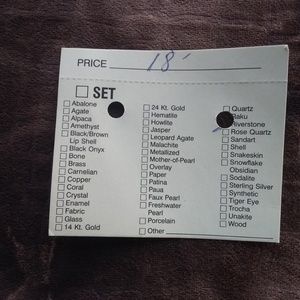 PRICE 18-
SET
Abalone
Agate
Alpaca
Amethyst
Black/Brown
Lip Shell
Black Onyx
Bone
Brass
Carnelian
Copper
Coral
Crystal
Enamel
Fabric
Glass
14 Kt. Gold
24 Kt. Gold
Hematite
Howlite
Jasper
Leopard Agate
Malachite
Metallized
Mother-of-Pearl
Overlay
Paper
Patina
Paua
Faux Pearl
Freshwater
Pearl
Porcelain
Other
Quartz
Raku
Riverstone
Rose Quartz
Sandart
Shell
Snakeskin
Snowflake
Obsidian
Sodalite
Sterling Silver
Synthetic
Tiger Eye
Trocha
Unakite
Wood